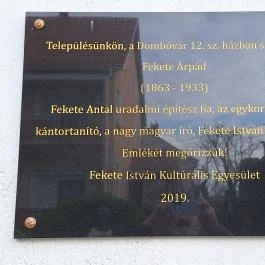 Településünkön, a Dombóvár 12. sz. házban s
Fekete Árpád
(1863 - 1933)
Fekete Antal uradalmi építész fia, az egykor
kántortanító, a nagy magyar író, Fekete István
Emlékét megőrizzük!
Fekete István Kultúrális Egyesület
2019.